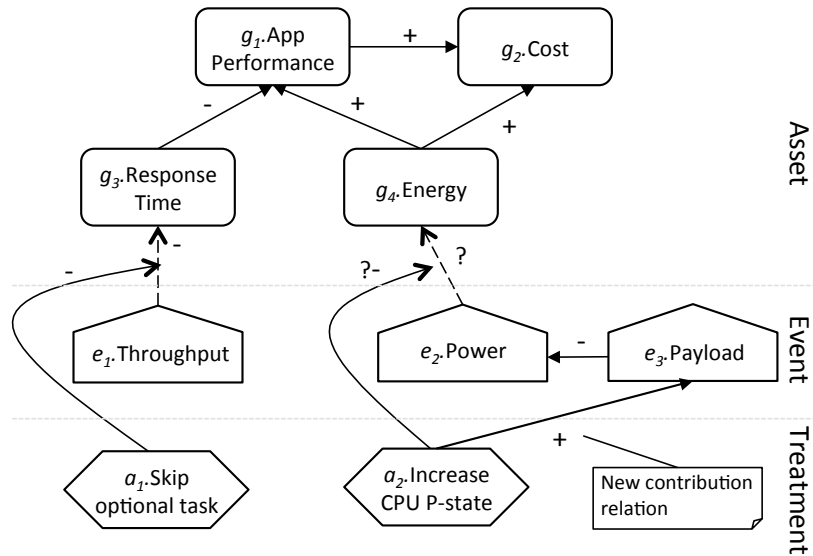 g1.App
Performance
+
g2.Cost
-
+
+
Asset
g3.Response
Time
g4.Energy
-
-
?-
?
e1.Throughput
e2.Power
-
e3.Payload
Event
+
a1.Skip
optional task
a2.Increase
CPU P-state
New contribution
relation
Treatment